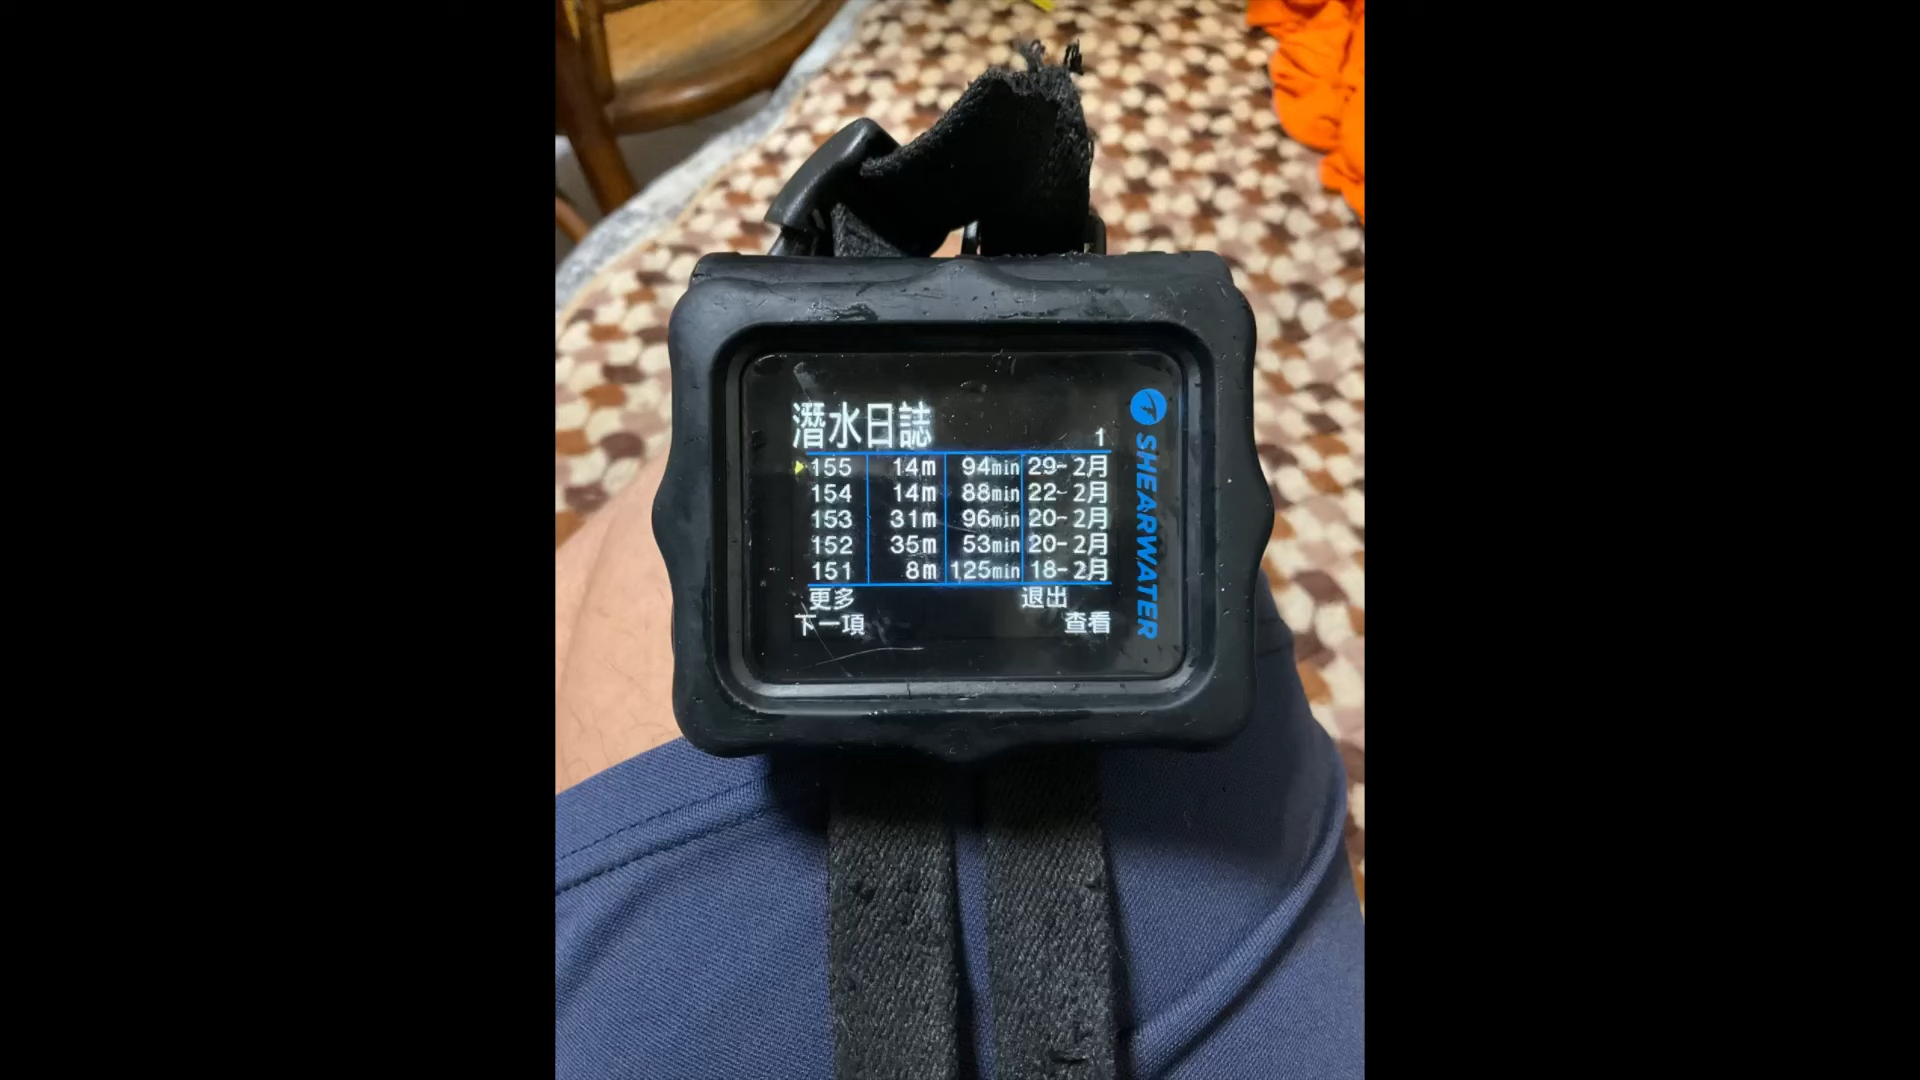 潛水日誌 1
155 14m 94min 29-2月
154 14m 88min 22-2月
153 31m 96min 20-2月
152 35m 53min 20-2月
151 8m 125min 18-2月
更多 退出
下一項 查看
SHEARWATER